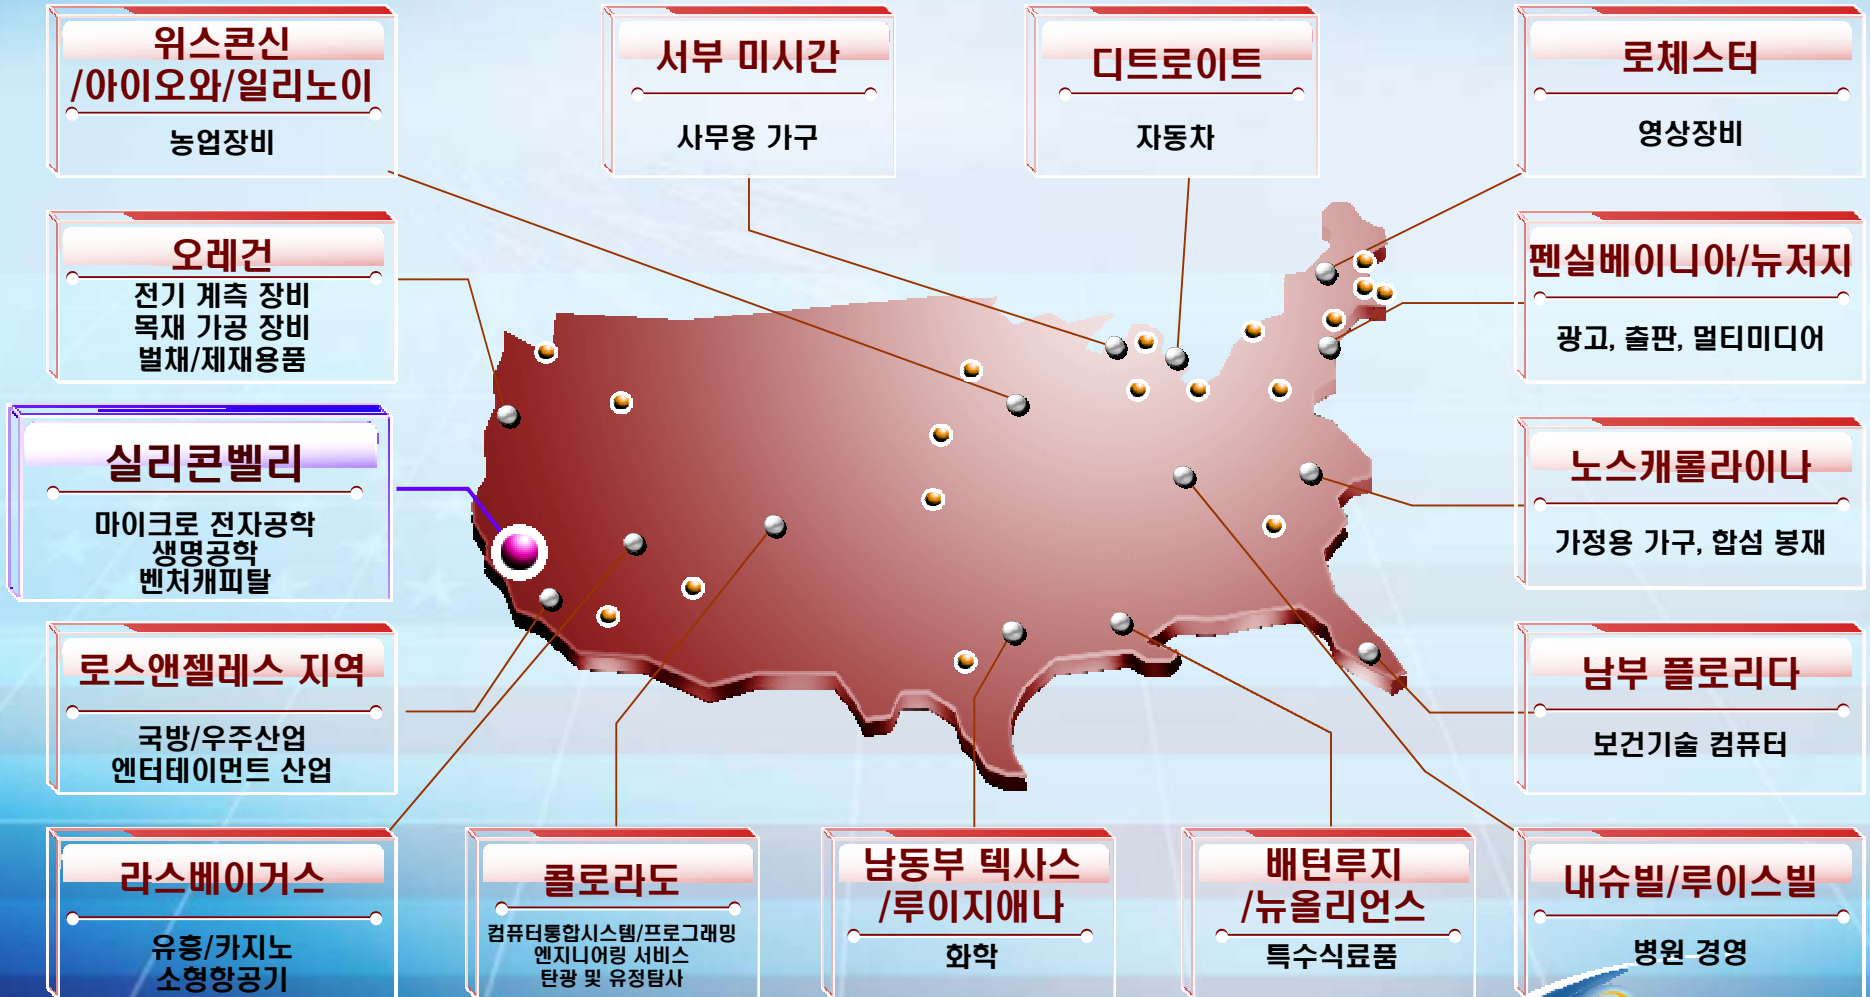 위스콘신
/아이오와/일리노이
농업장비
서부 미시간
사무용 가구
디트로이트
자동차
로체스터
영상장비
오레건
전기 계측 장비
목재 가공 장비
벌채/제재용품
펜실베이니아/뉴저지
광고, 출판, 멀티미디어
실리콘벨리
마이크로 전자공학
생명공학
벤처캐피탈
노스캐롤라이나
가정용 가구, 합섬 봉재
로스앤젤레스 지역
국방/우주산업
엔터테이먼트 산업
남부 플로리다
보건기술 컴퓨터
라스베이거스
유흥/카지노
소형항공기
콜로라도
컴퓨터통합시스템/프로그래밍
엔지니어링 서비스
탄광 및 유정탐사
남동부 텍사스
/루이지애나
화학
배턴루지
/뉴올리언스
특수식료품
내슈빌/루이스빌
병원 경영